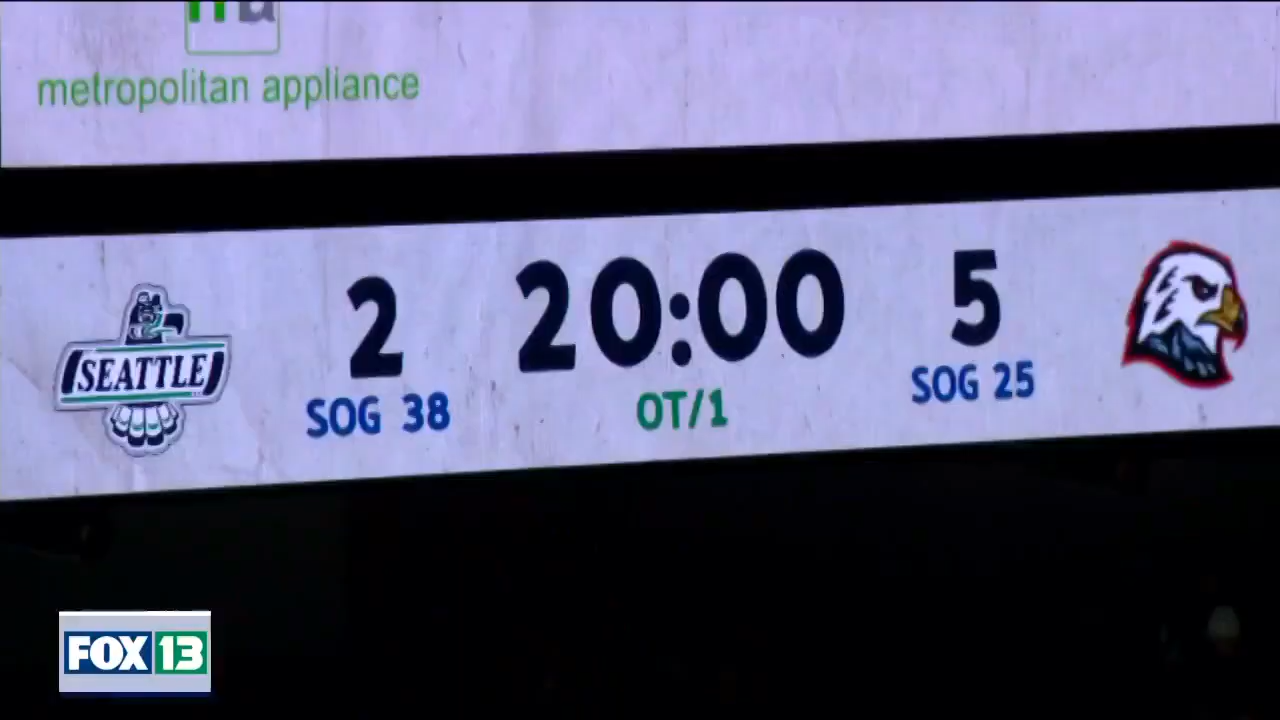 metropolitan appliance
SEATTLE
2 20:00 5
SOG 38 OT/1 SOG 25
FOX 13